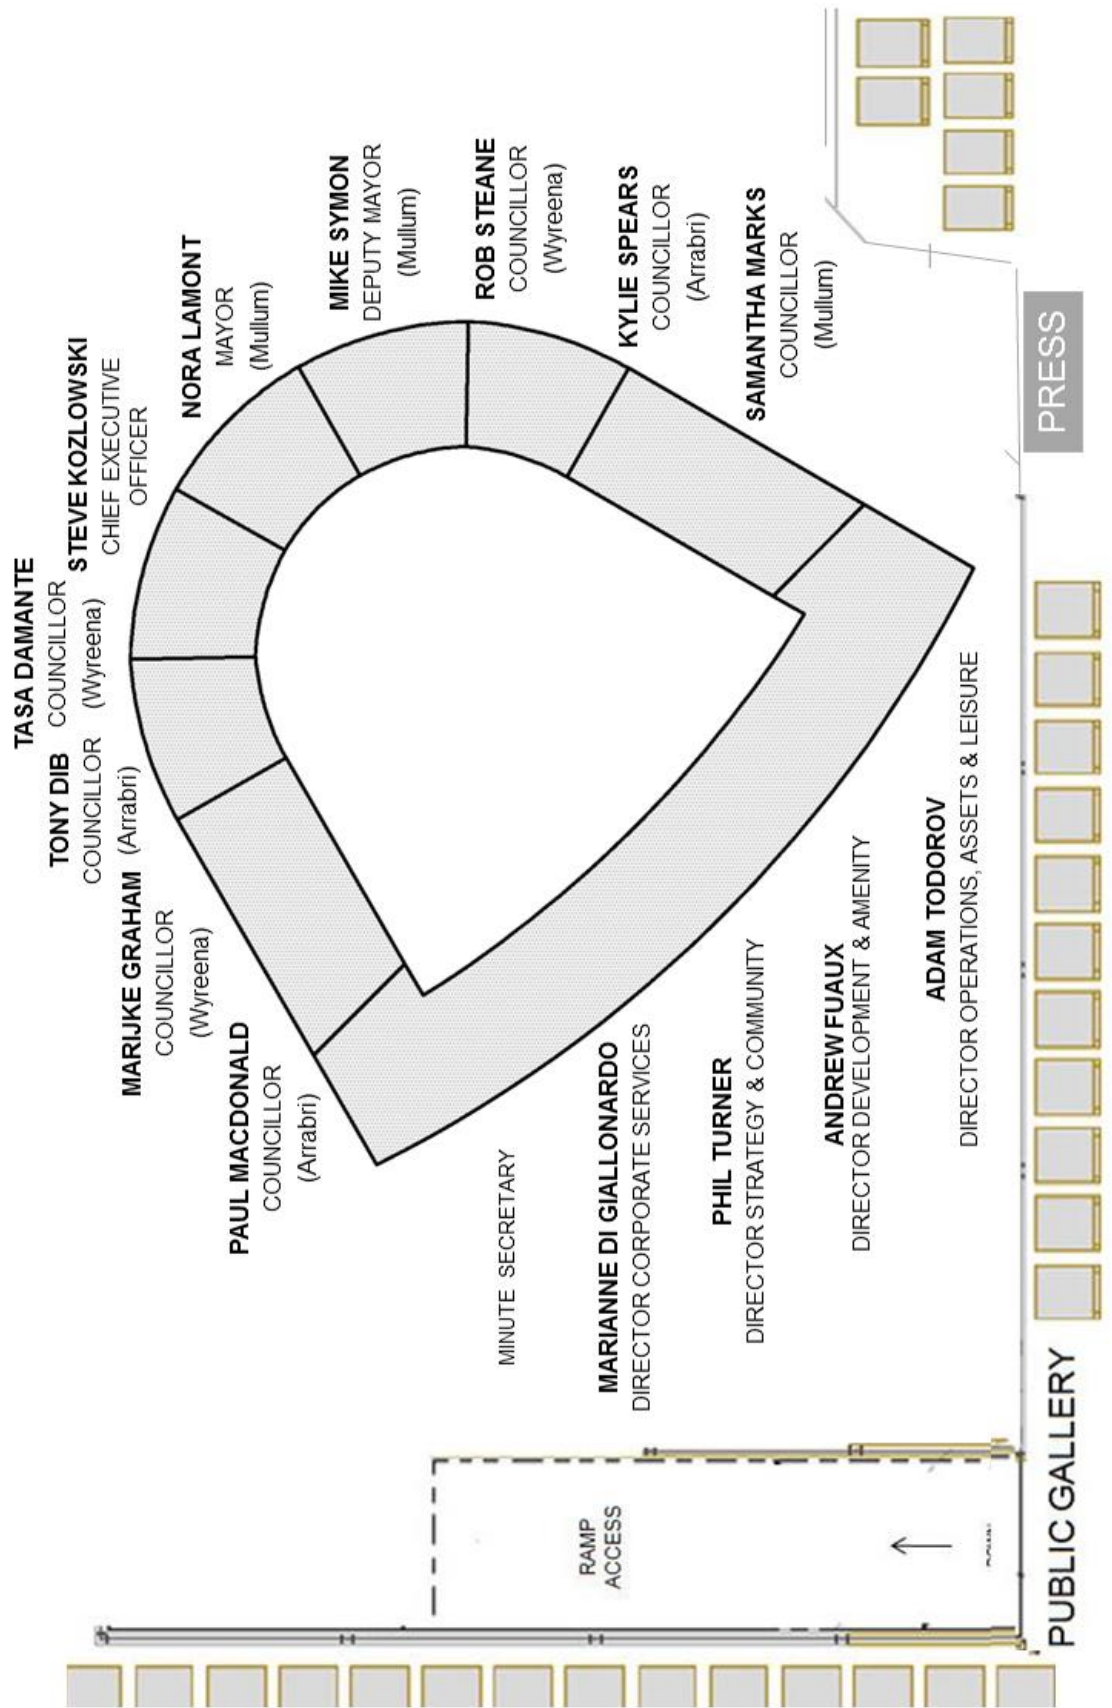 TASA DAMANTE
COUNCILLOR
(Wyreena)
TONY DIB
COUNCILLOR
(Arrabri)
MARIJKE GRAHAM
COUNCILLOR
(Wyreena)
PAUL MACDONALD
COUNCILLOR
(Arrabri)
STEVE KOZLOWSKI
CHIEF EXECUTIVE
OFFICER
NORA LAMONT
MAYOR
(Mullum)
MIKE SYMON
DEPUTY MAYOR
(Mullum)
ROB STEANE
COUNCILLOR
(Wyreena)
KYLIE SPEARS
COUNCILLOR
(Arrabri)
SAMANTHA MARKS
COUNCILLOR
(Mullum)
MINUTE SECRETARY
MARIANNE DI GIALLONARDO
DIRECTOR CORPORATE SERVICES
PHIL TURNER
DIRECTOR STRATEGY & COMMUNITY
ANDREW FUAUX
DIRECTOR DEVELOPMENT & AMENITY
ADAM TODOROV
DIRECTOR OPERATIONS, ASSETS & LEISURE
RAMP
ACCESS
PUBLIC GALLERY
PRESS